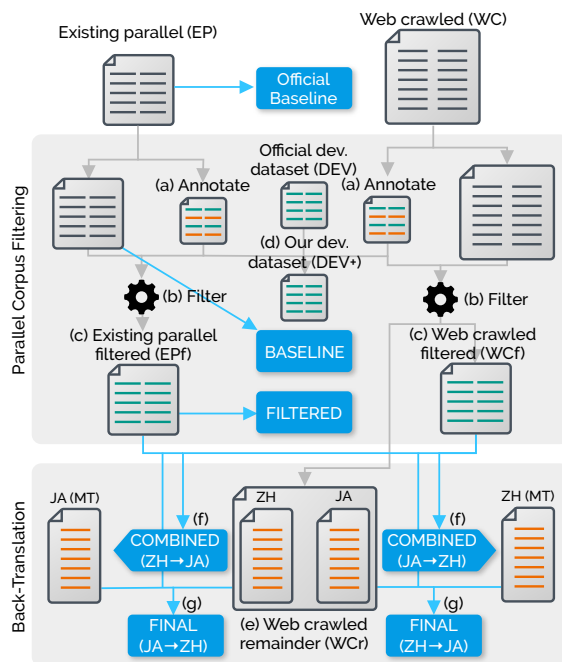 Existing parallel (EP)
Web crawled (WC)
Official
Baseline
Parallel Corpus Filtering
(a) Annotate
Official dev.
dataset (DEV)
(a) Annotate
(d) Our dev.
dataset (DEV+)
(b) Filter
(b) Filter
(c) Existing parallel
filtered (EPf)
BASELINE
(c) Web crawled
filtered (WCf)
FILTERED
Back-Translation
JA (MT)
(f)
COMBINED
(ZH→JA)
ZH
JA
(f)
COMBINED
(JA→ZH)
ZH (MT)
(g)
FINAL
(JA→ZH)
(e) Web crawled
remainder (WCr)
(g)
FINAL
(ZH→JA)